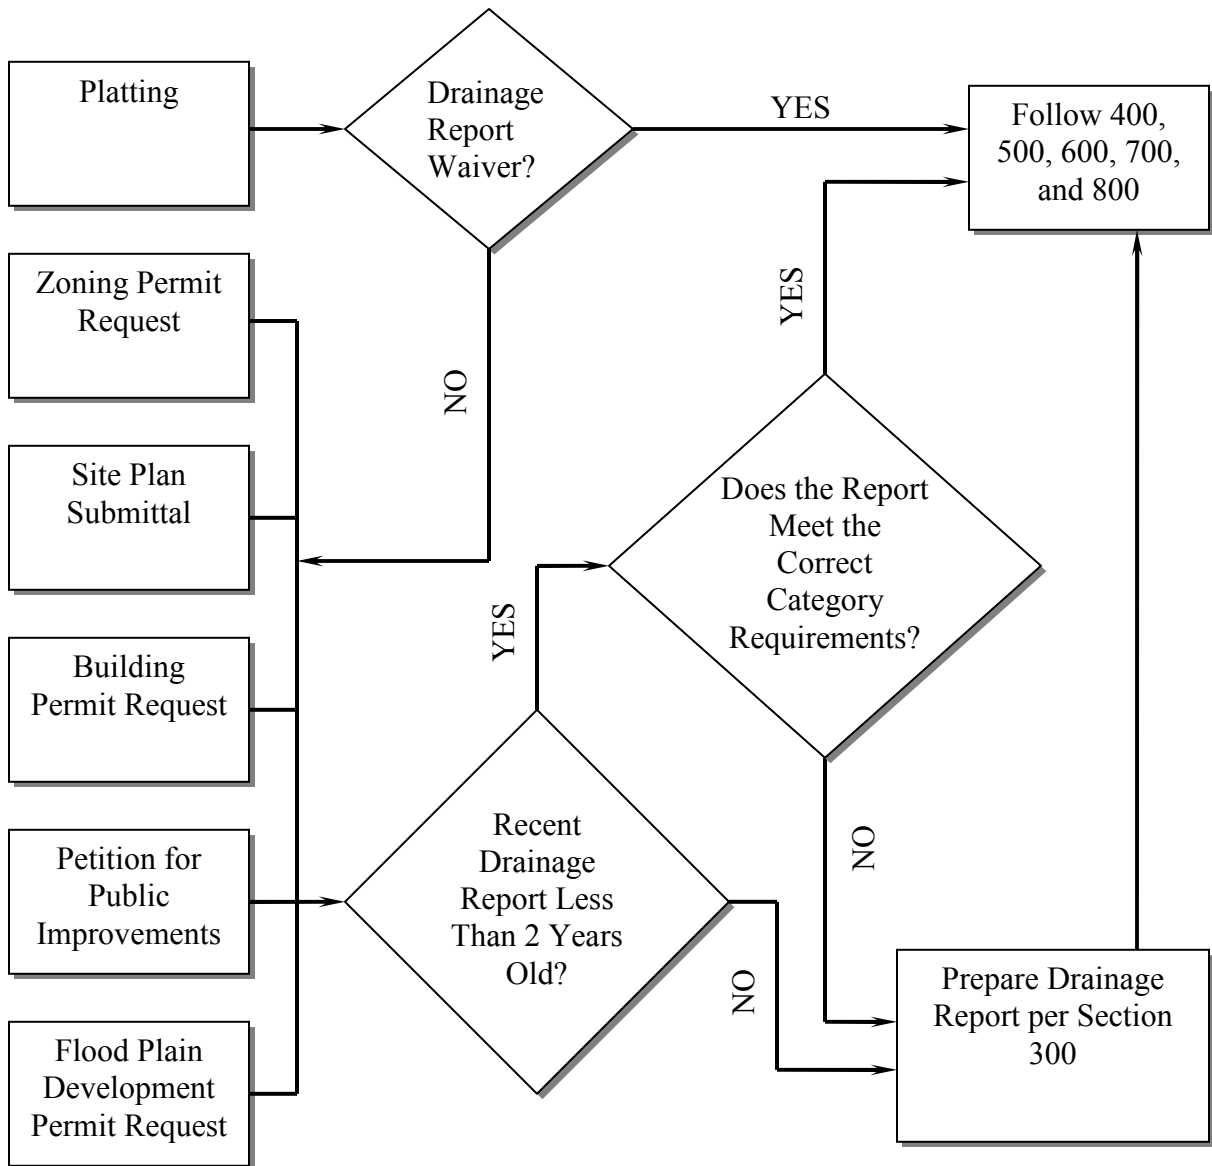 Platting
Drainage
Report
Waiver?
YES
Follow 400,
500, 600, 700,
and 800
Zoning Permit
Request
YES
NO
Site Plan
Submittal
Does the Report
Meet the
Correct
Category
Requirements?
YES
Building
Permit Request
Recent
Drainage
Report Less
Than 2 Years
Old?
NO
Petition for
Public
Improvements
NO
Prepare Drainage
Report per Section
300
Flood Plain
Development
Permit Request